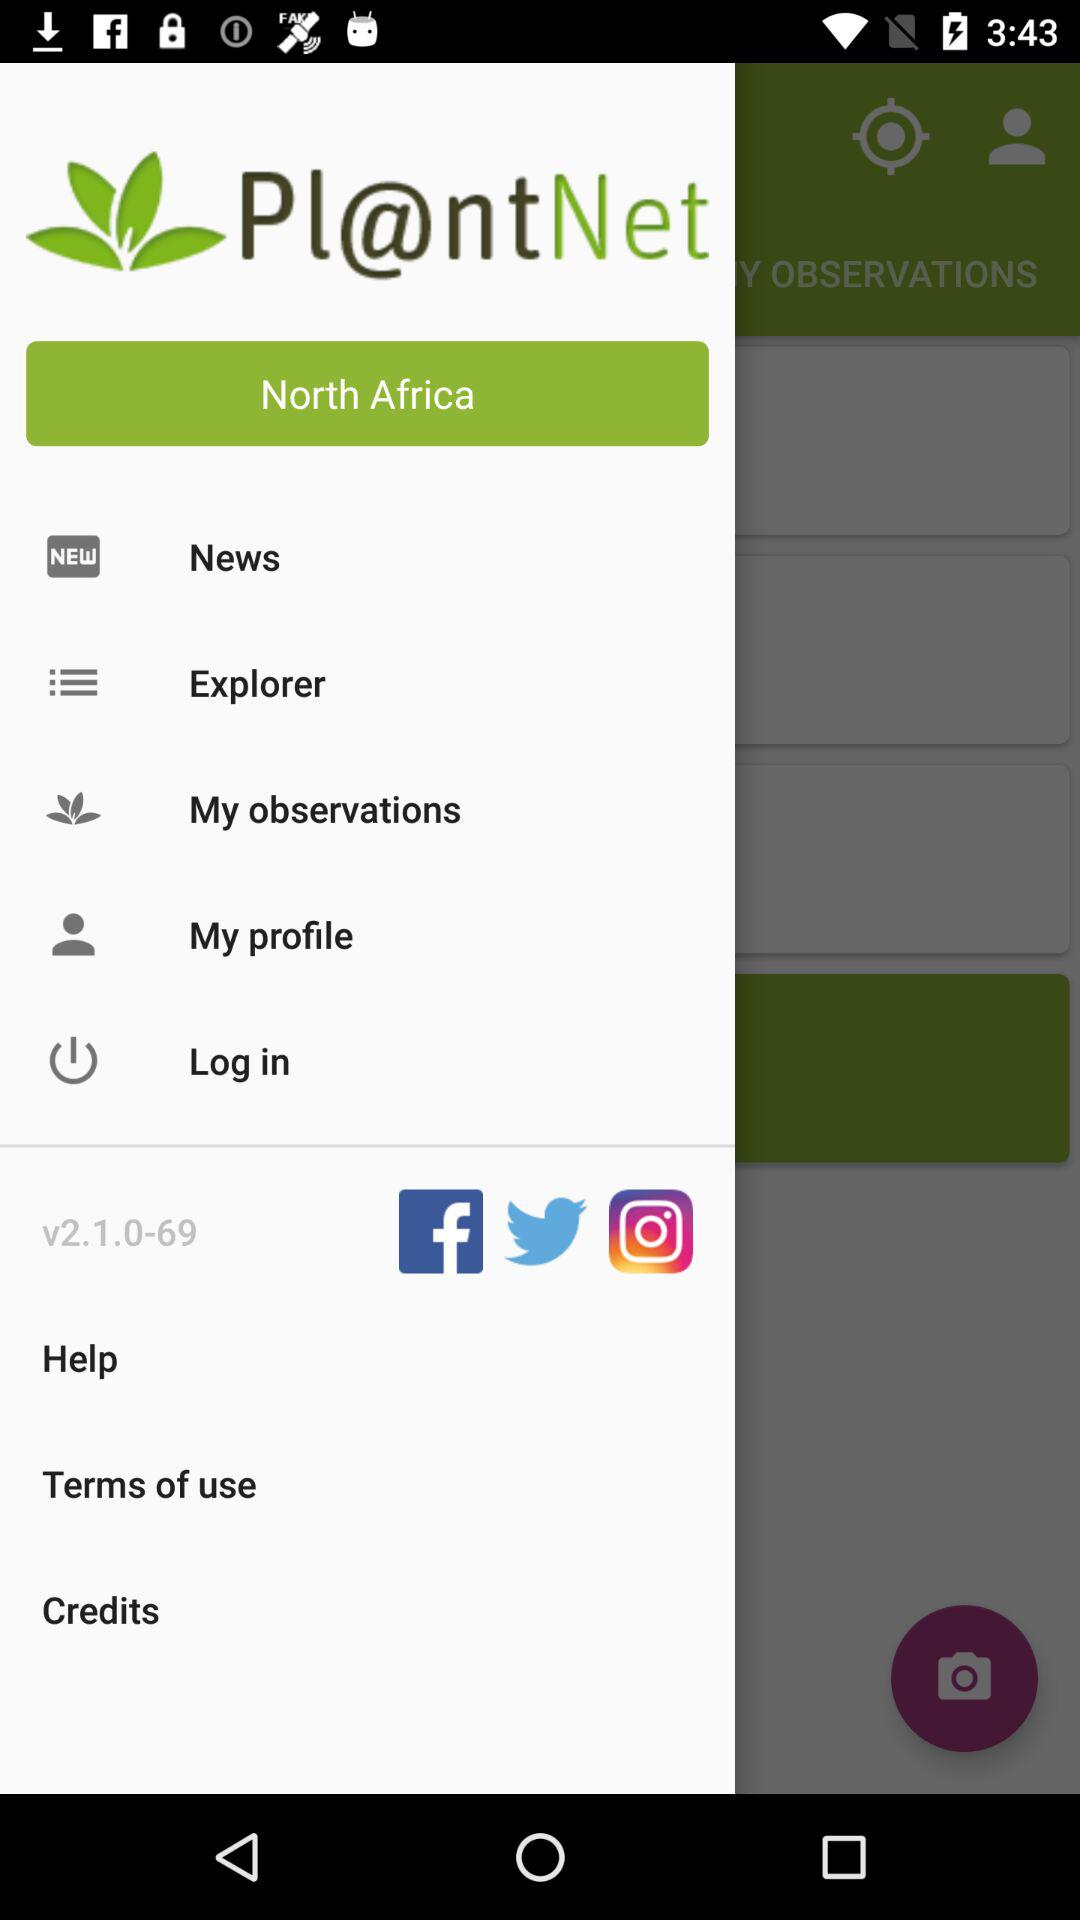 FAKE
3:43
Pl@ntNet
Y OBSERVATIONS
North Africa
NEW
News
Explorer
My observations
My profile
Log in
v2.1.0-69
Help
Terms of use
Credits